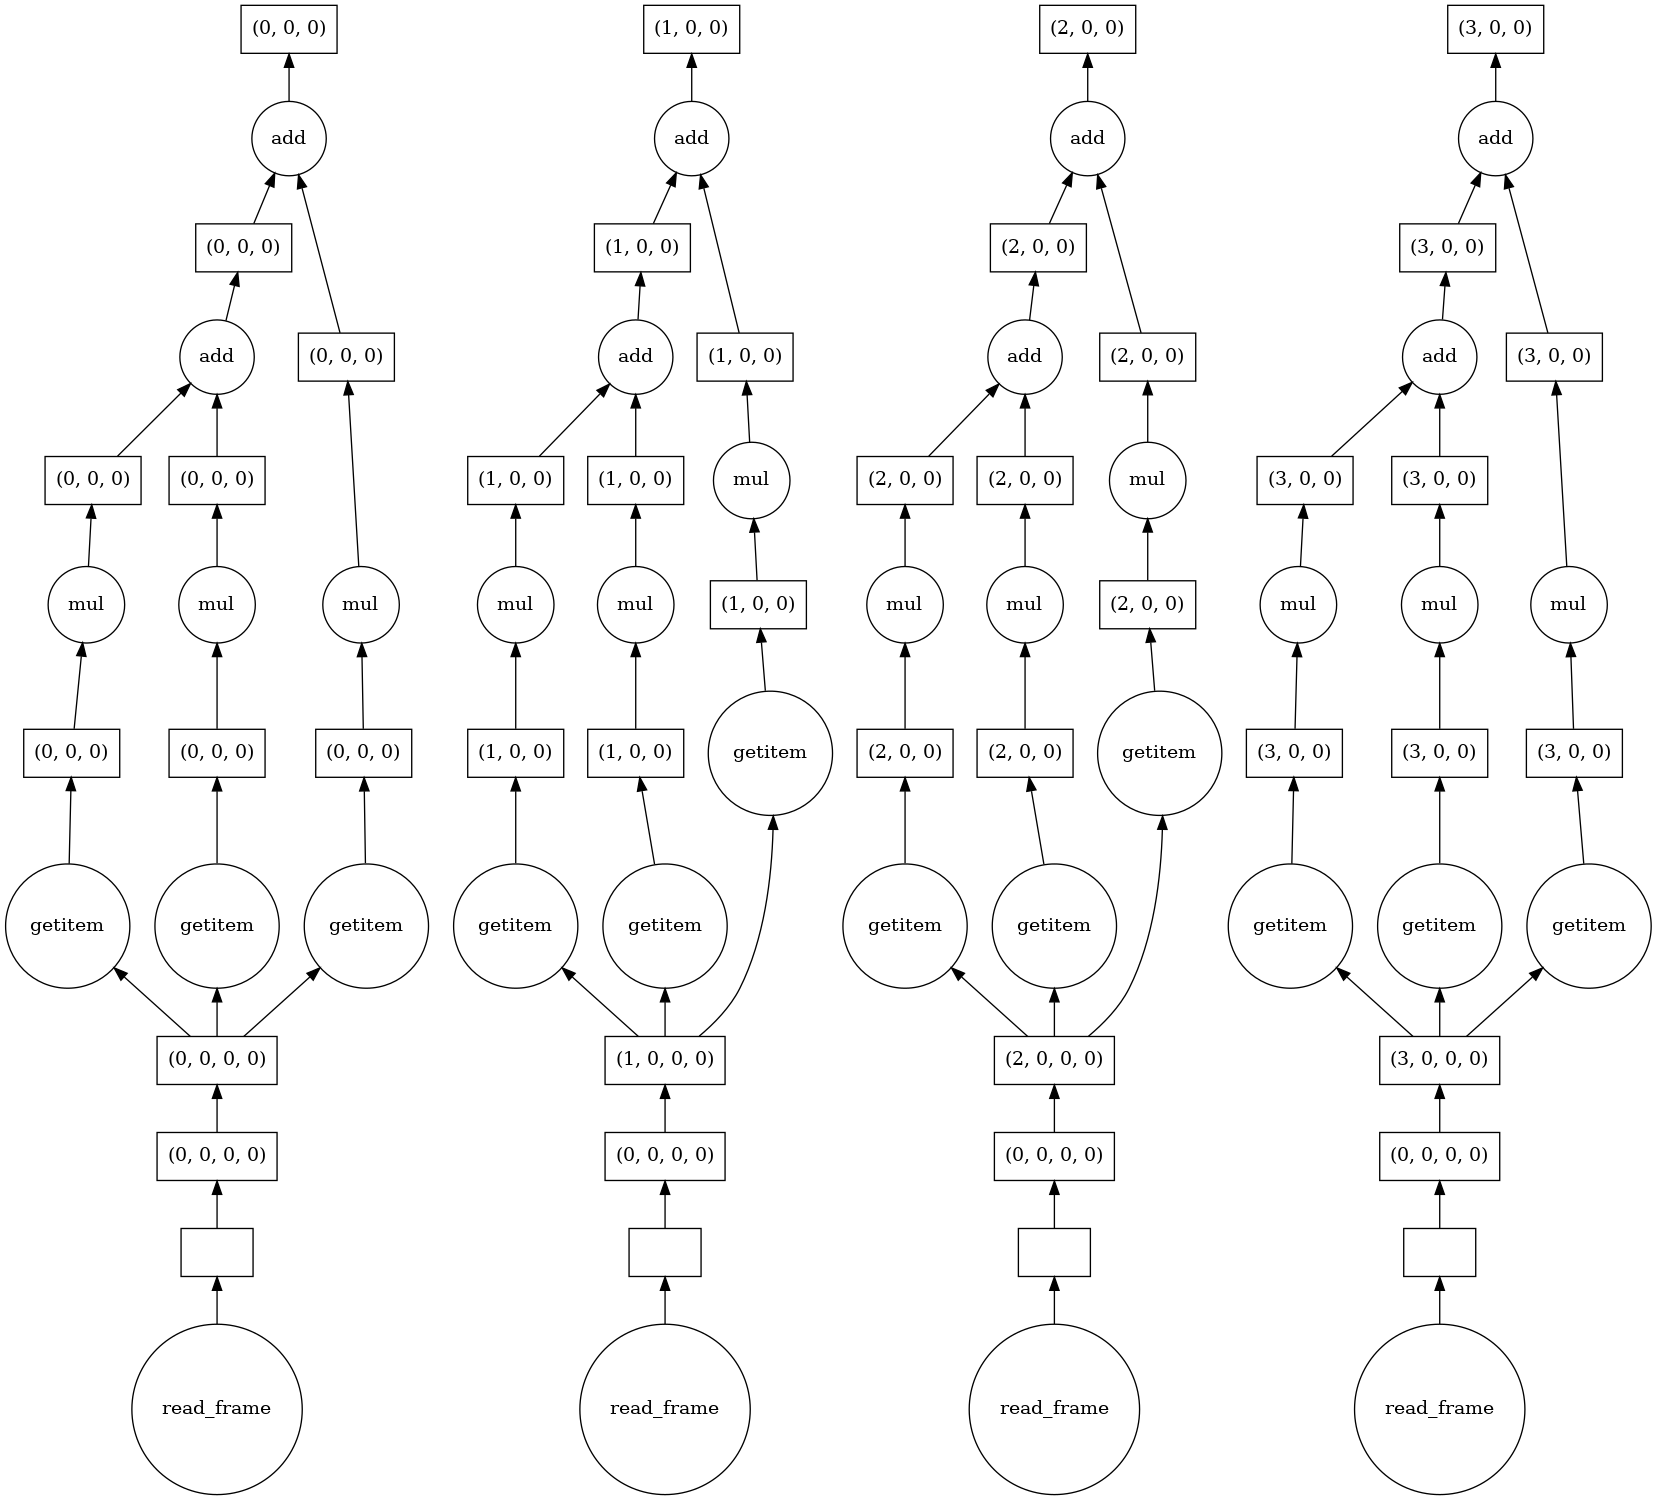 (0, 0, 0) (1, 0, 0) (2, 0, 0) (3, 0, 0)
add add add add
(0, 0, 0) (1, 0, 0) (2, 0, 0) (3, 0, 0)
add (0, 0, 0) add (1, 0, 0) add (2, 0, 0) add (3, 0, 0)
(0, 0, 0) (0, 0, 0) (1, 0, 0) (1, 0, 0) mul (2, 0, 0) (2, 0, 0) mul (3, 0, 0) (3, 0, 0)
mul mul mul mul mul (1, 0, 0) mul mul (2, 0, 0) mul mul mul
(0, 0, 0) (0, 0, 0) (0, 0, 0) (1, 0, 0) (1, 0, 0) getitem (2, 0, 0) (2, 0, 0) getitem (3, 0, 0) (3, 0, 0) (3, 0, 0)
getitem getitem getitem getitem getitem getitem getitem getitem getitem getitem
(0, 0, 0, 0) (1, 0, 0, 0) (2, 0, 0, 0) (3, 0, 0, 0)
(0, 0, 0, 0) (0, 0, 0, 0) (0, 0, 0, 0) (0, 0, 0, 0)
read_frame read_frame read_frame read_frame